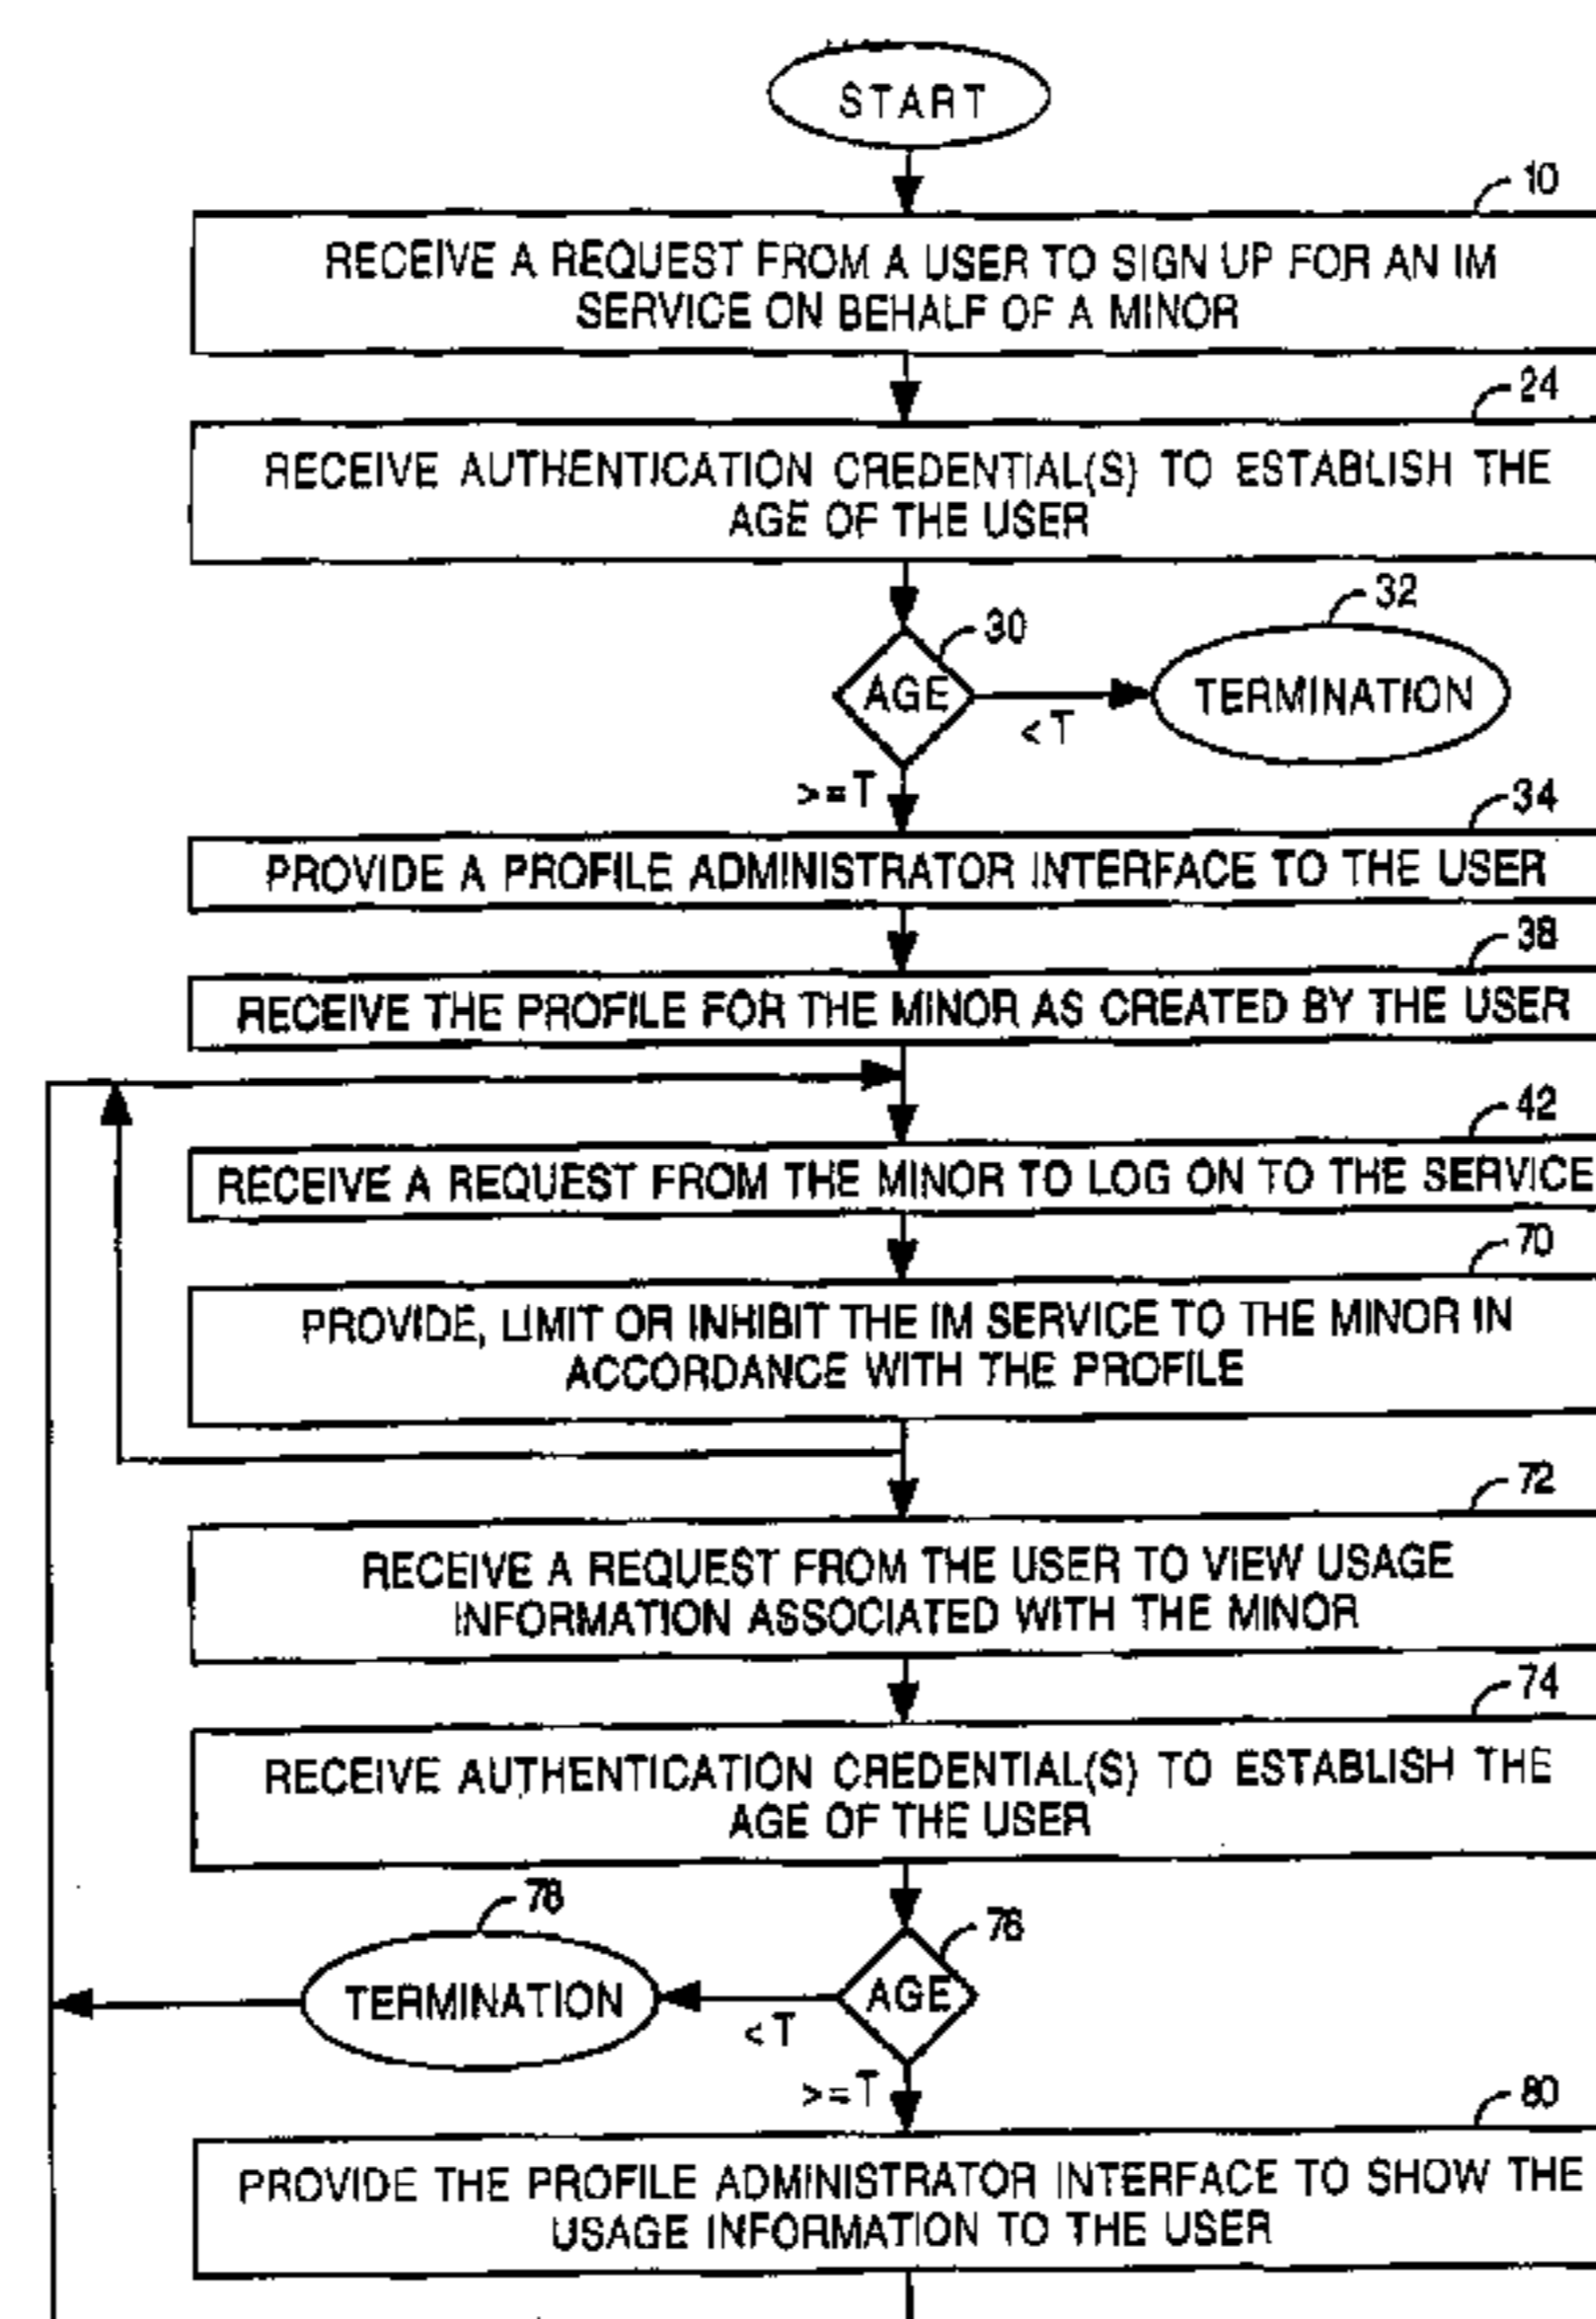 START
10
RECEIVE A REQUEST FROM A USER TO SIGN UP FOR AN IM
SERVICE ON BEHALF OF A MINOR
24
RECEIVE AUTHENTICATION CREDENTIAL(S) TO ESTABLISH THE
AGE OF THE USER
30
32
AGE
TERMINATION
< T
>=T
34
PROVIDE A PROFILE ADMINISTRATOR INTERFACE TO THE USER
38
RECEIVE THE PROFILE FOR THE MINOR AS CREATED BY THE USER
42
RECEIVE A REQUEST FROM THE MINOR TO LOG ON TO THE SERVICE
70
PROVIDE, LIMIT OR INHIBIT THE IM SERVICE TO THE MINOR IN
ACCORDANCE WITH THE PROFILE
72
RECEIVE A REQUEST FROM THE USER TO VIEW USAGE
INFORMATION ASSOCIATED WITH THE MINOR
74
RECEIVE AUTHENTICATION CREDENTIAL(S) TO ESTABLISH THE
AGE OF THE USER
78
76
TERMINATION
AGE
< T
>=T
80
PROVIDE THE PROFILE ADMINISTRATOR INTERFACE TO SHOW THE
USAGE INFORMATION TO THE USER